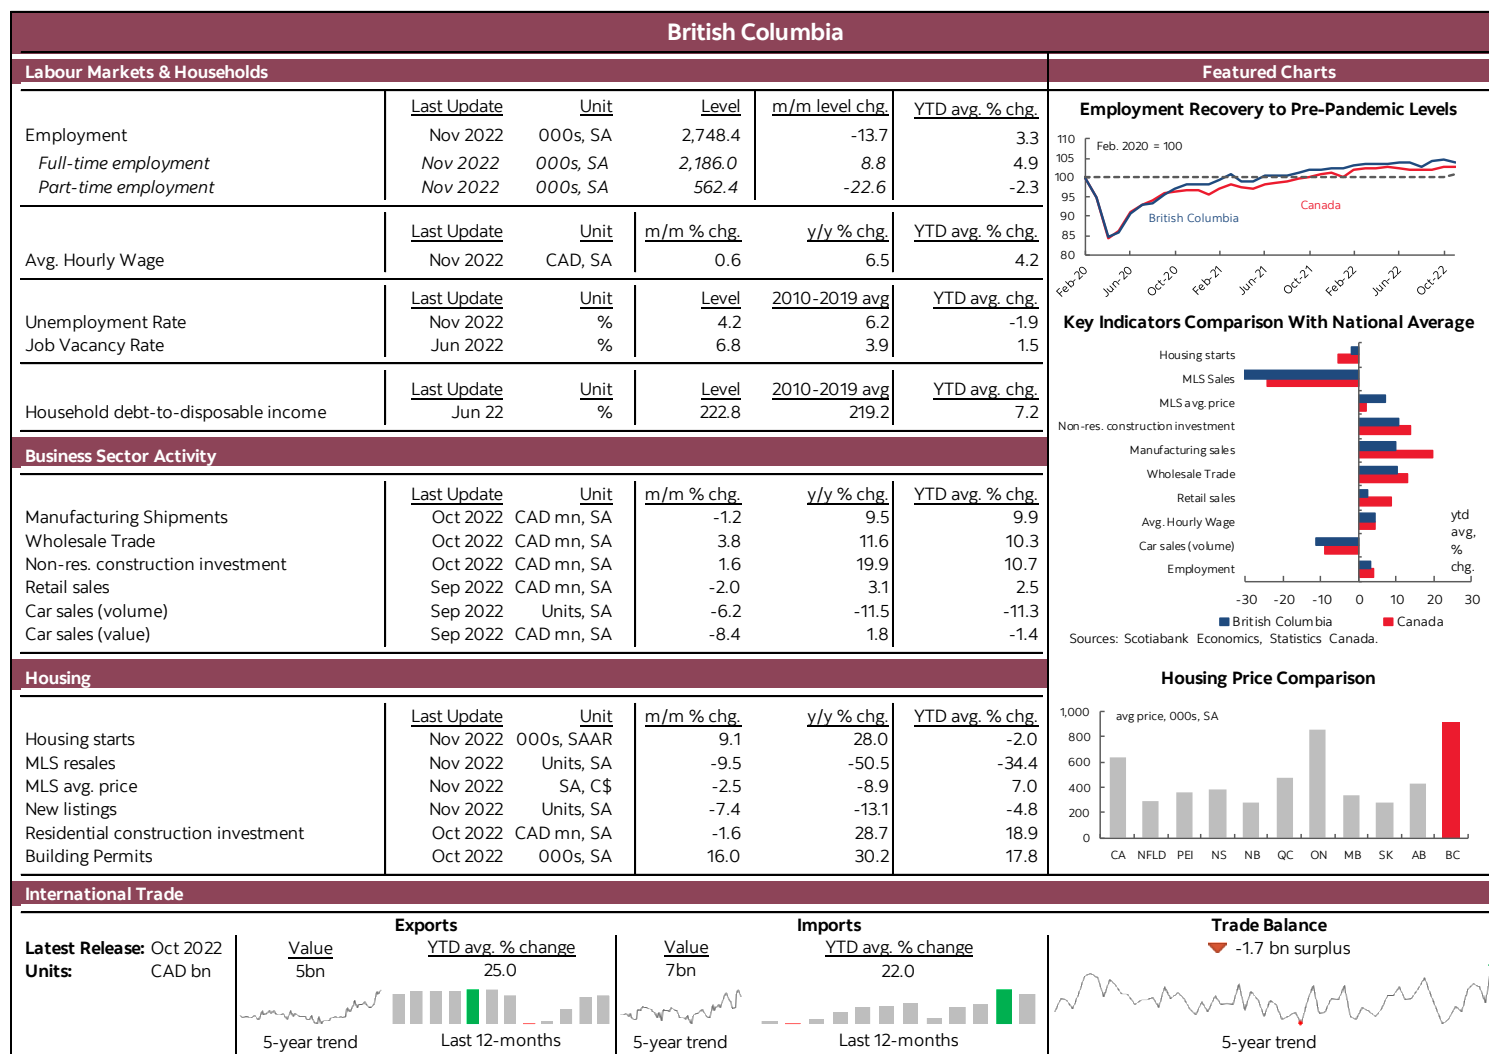 British Columbia
Labour Markets & Households
Last Update Unit Level m/m level chg. YTD avg. % chg.
Employment Nov 2022 000s, SA 2,748.4 -13.7 3.3
Full-time employment Nov 2022 000s, SA 2,186.0 8.8 4.9
Part-time employment Nov 2022 000s, SA 562.4 -22.6 -2.3
Last Update Unit m/m % chg. y/y % chg. YTD avg. % chg.
Avg. Hourly Wage Nov 2022 CAD, SA 0.6 6.5 4.2
Last Update Unit Level 2010-2019 avg YTD avg. chg.
Unemployment Rate Nov 2022 % 4.2 6.2 -1.9
Job Vacancy Rate Jun 2022 % 6.8 3.9 1.5
Last Update Unit Level 2010-2019 avg YTD avg. chg.
Household debt-to-disposable income Jun 22 % 222.8 219.2 7.2
Business Sector Activity
Last Update Unit m/m % chg. y/y % chg. YTD avg. % chg.
Manufacturing Shipments Oct 2022 CAD mn, SA -1.2 9.5 9.9
Wholesale Trade Oct 2022 CAD mn, SA 3.8 11.6 10.3
Non-res. construction investment Oct 2022 CAD mn, SA 1.6 19.9 10.7
Retail sales Sep 2022 CAD mn, SA -2.0 3.1 2.5
Car sales (volume) Sep 2022 Units, SA -6.2 -11.5 -11.3
Car sales (value) Sep 2022 CAD mn, SA -8.4 1.8 -1.4
Housing
Last Update Unit m/m % chg. y/y % chg. YTD avg. % chg.
Housing starts Nov 2022 000s, SAAR 9.1 28.0 -2.0
MLS resales Nov 2022 Units, SA -9.5 -50.5 -34.4
MLS avg. price Nov 2022 SA, C$ -2.5 -8.9 7.0
New listings Nov 2022 Units, SA -7.4 -13.1 -4.8
Residential construction investment Oct 2022 CAD mn, SA -1.6 28.7 18.9
Building Permits Oct 2022 000s, SA 16.0 30.2 17.8
Featured Charts
Employment Recovery to Pre-Pandemic Levels
Feb. 2020 = 100
110
105
100
95
90
85
80
British Columbia
Canada
Feb-20 Jun-20 Oct-20 Feb-21 Jun-21 Oct-21 Feb-22 Jun-22 Oct-22
Key Indicators Comparison With National Average
Housing starts
MLS Sales
MLS avg. price
Non-res. construction investment
Manufacturing sales
Wholesale Trade
Retail sales
Avg. Hourly Wage
Car sales (volume)
Employment
ytd
avg,
%
chg.
-30 -20 -10 0 10 20 30
British Columbia Canada
Sources: Scotiabank Economics, Statistics Canada.
Housing Price Comparison
avg price, 000s, SA
1,000
800
600
400
200
0
CA NFLD PEI NS NB QC ON MB SK AB BC
International Trade
Latest Release: Oct 2022
Units: CAD bn
Exports
Value YTD avg. % change
5bn 25.0
5-year trend Last 12-months
Imports
Value YTD avg. % change
7bn 22.0
5-year trend Last 12-months
Trade Balance
-1.7 bn surplus
5-year trend